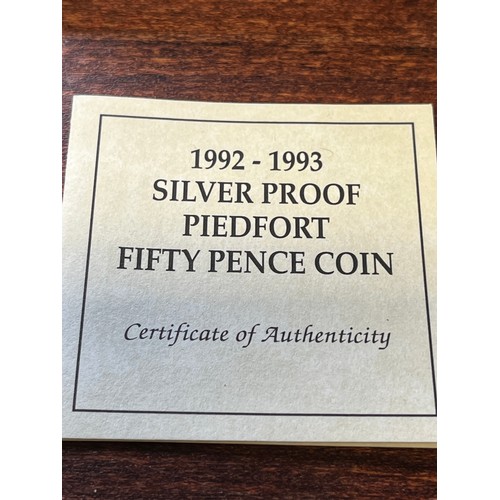 1992 - 1993
SILVER PROOF
PIEDFORT
FIFTY PENCE COIN
Certificate of Authenticity